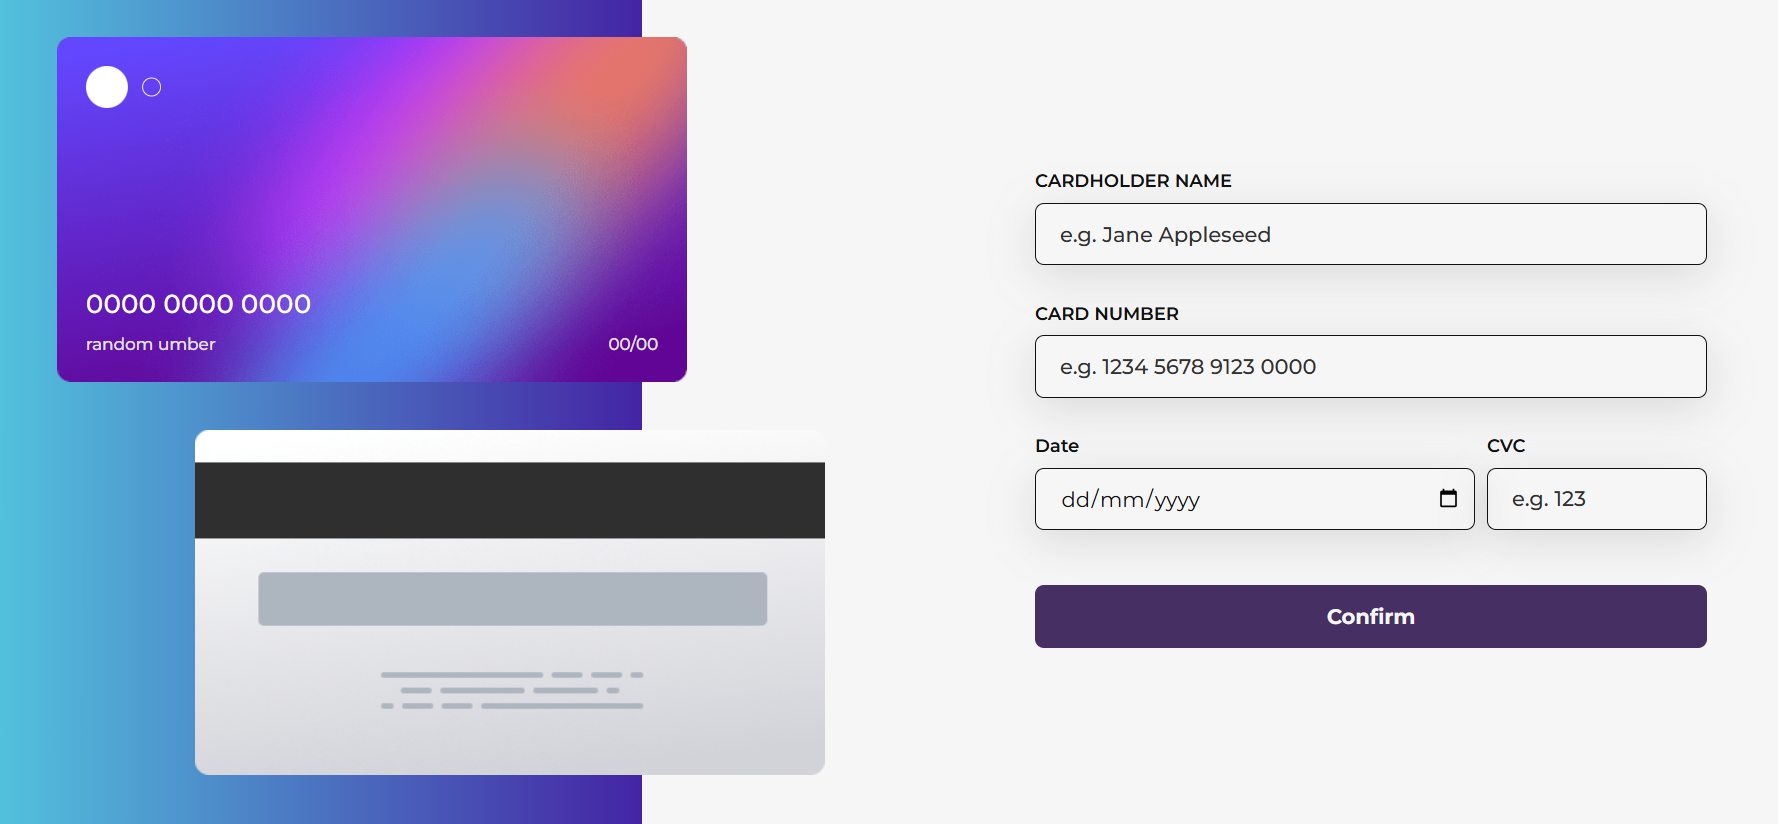 0000 0000 0000
random umber
00/00
CARDHOLDER NAME
e.g. Jane Appleseed
CARD NUMBER
e.g. 1234 5678 9123 0000
Date
CVC
dd/mm/yyyy
e.g. 123
Confirm